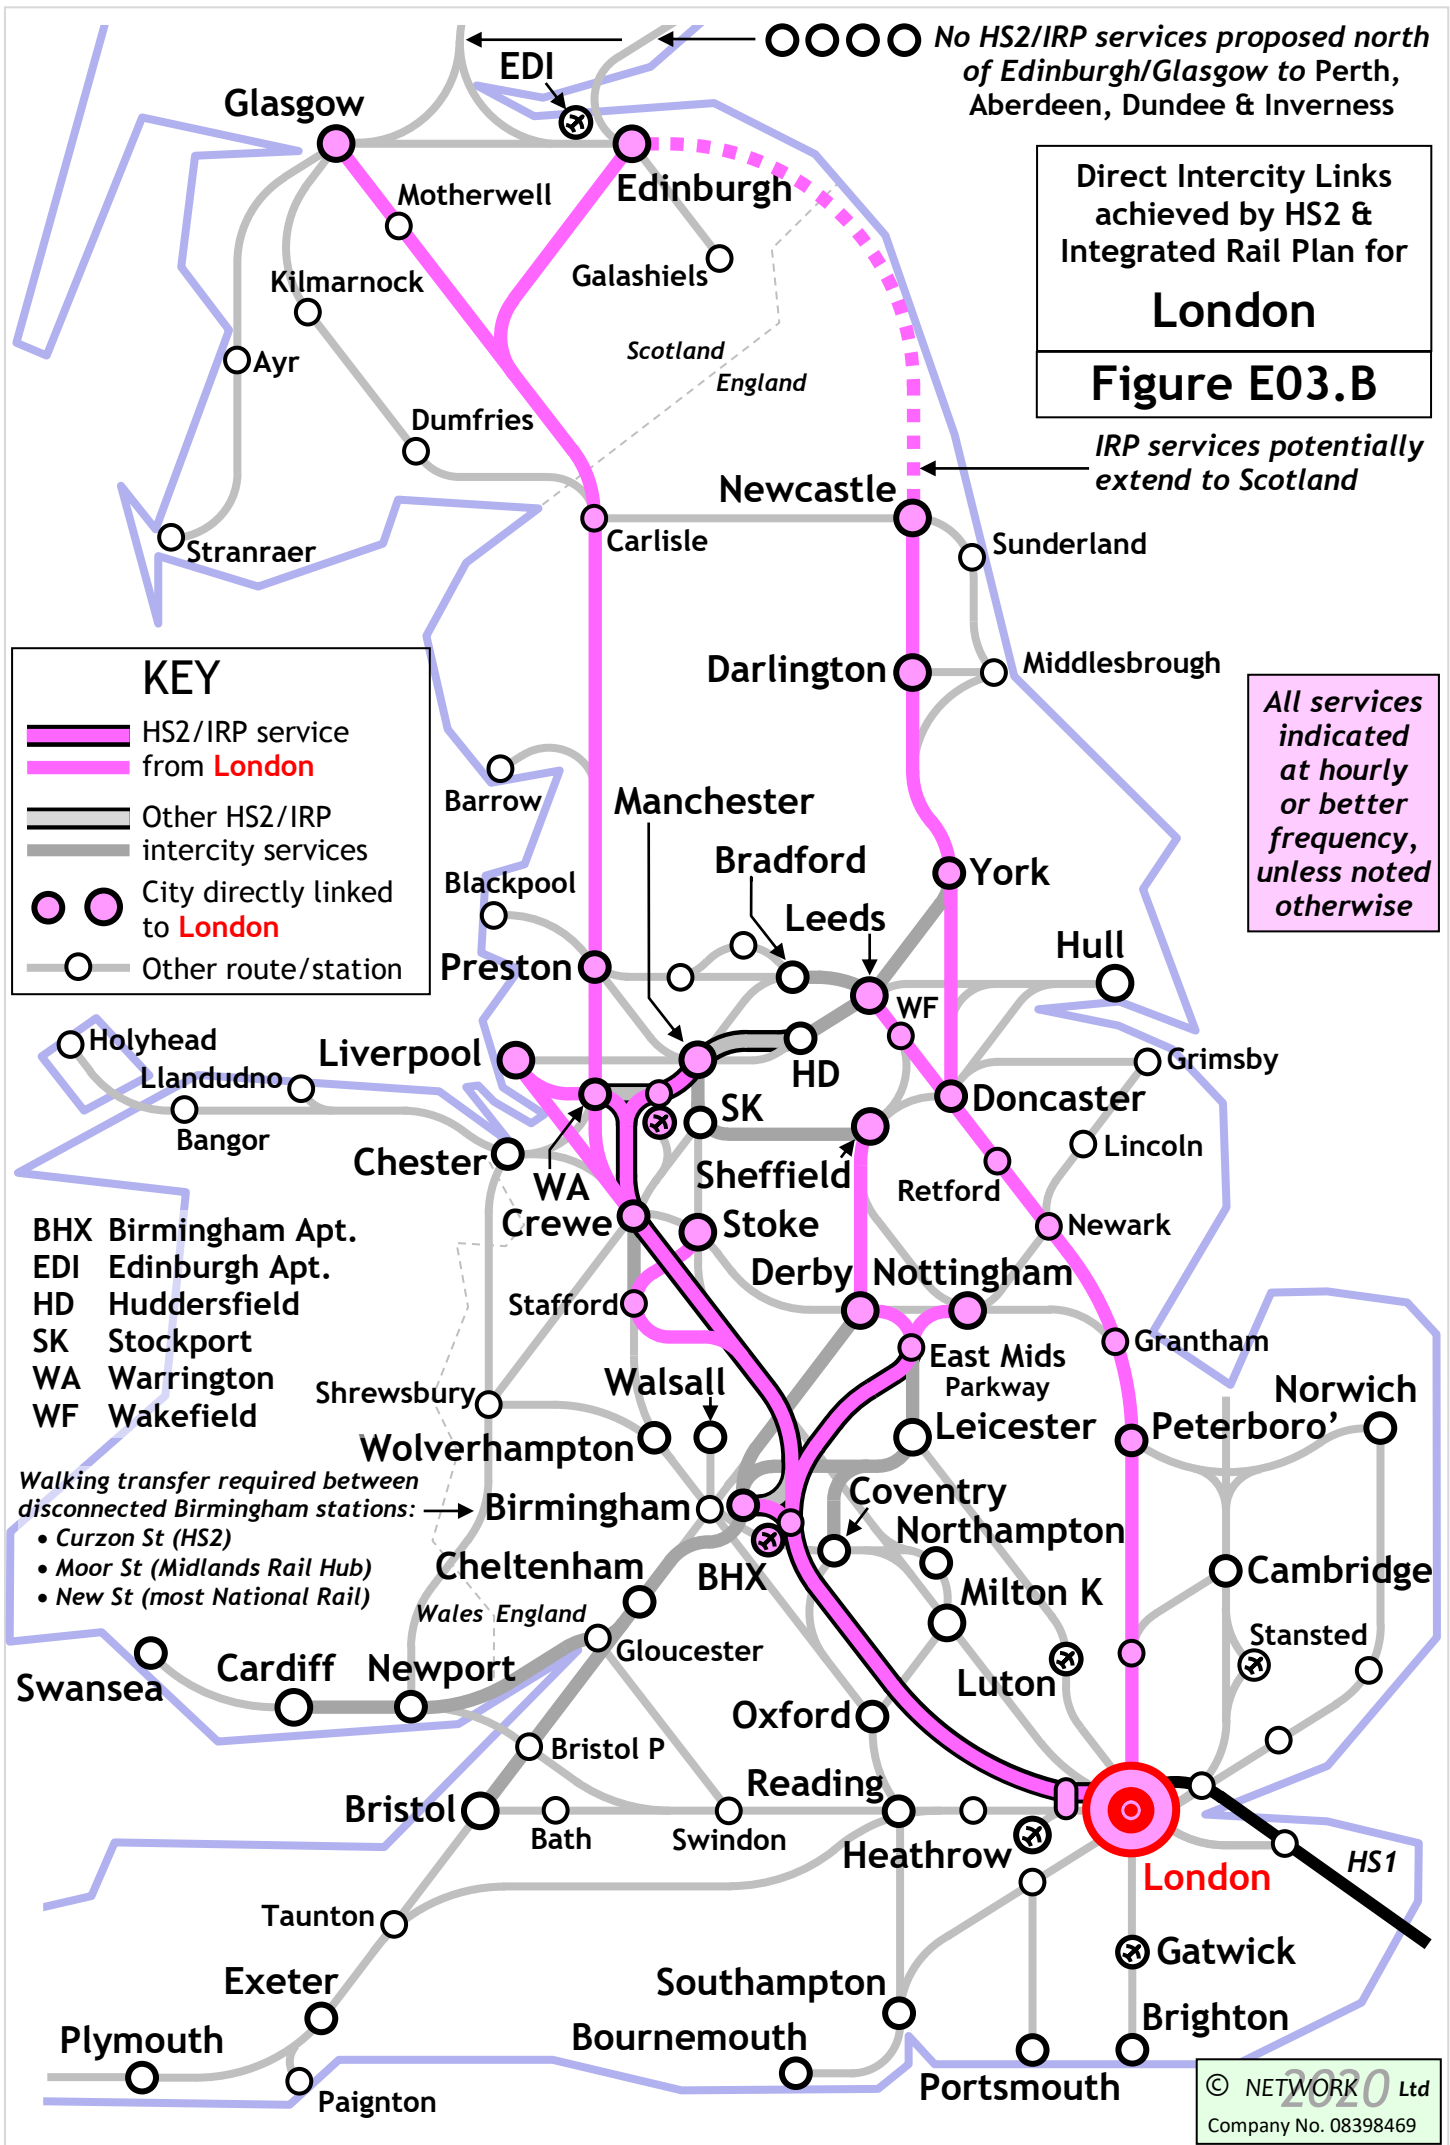 No HS2/IRP services proposed north
of Edinburgh/Glasgow to Perth,
Aberdeen, Dundee & Inverness
EDI
Glasgow
Edinburgh
Motherwell
Galashiels
Kilmarnock
Ayr
Dumfries
Scotland
England
Direct Intercity Links
achieved by HS2 &
Integrated Rail Plan for
London
Figure E03.B
IRP services potentially
extend to Scotland
Newcastle
Carlisle
Sunderland
Stranraer
Darlington
Middlesbrough
KEY
HS2/IRP service
from London
Other HS2/IRP
intercity services
City directly linked
to London
Other route/station
All services
indicated
at hourly
or better
frequency,
unless noted
otherwise
Barrow
Manchester
Bradford
York
Blackpool
Leeds
Hull
Preston
WF
Holyhead
Liverpool
HD
Grimsby
Llandudno
Bangor
SK
Doncaster
Lincoln
Chester
WA
Sheffield
Retford
Crewe
Stoke
Newark
BHX Birmingham Apt.
EDI Edinburgh Apt.
HD Huddersfield
SK Stockport
WA Warrington
WF Wakefield
Derby
Nottingham
Stafford
Grantham
East Mids
Parkway
Shrewsbury
Walsall
Norwich
Wolverhampton
Leicester
Peterboro’
Walking transfer required between
disconnected Birmingham stations:
• Curzon St (HS2)
• Moor St (Midlands Rail Hub)
• New St (most National Rail)
Birmingham
Coventry
Northampton
Cheltenham
BHX
Milton K
Cambridge
Wales England
Gloucester
Stansted
Swansea
Cardiff
Newport
Luton
Oxford
Bristol P
Reading
Bristol
Bath
Swindon
Heathrow
London
HS1
Taunton
Gatwick
Exeter
Southampton
Plymouth
Bournemouth
Brighton
Paignton
Portsmouth
© NETWORK 2020 Ltd
Company No. 08398469